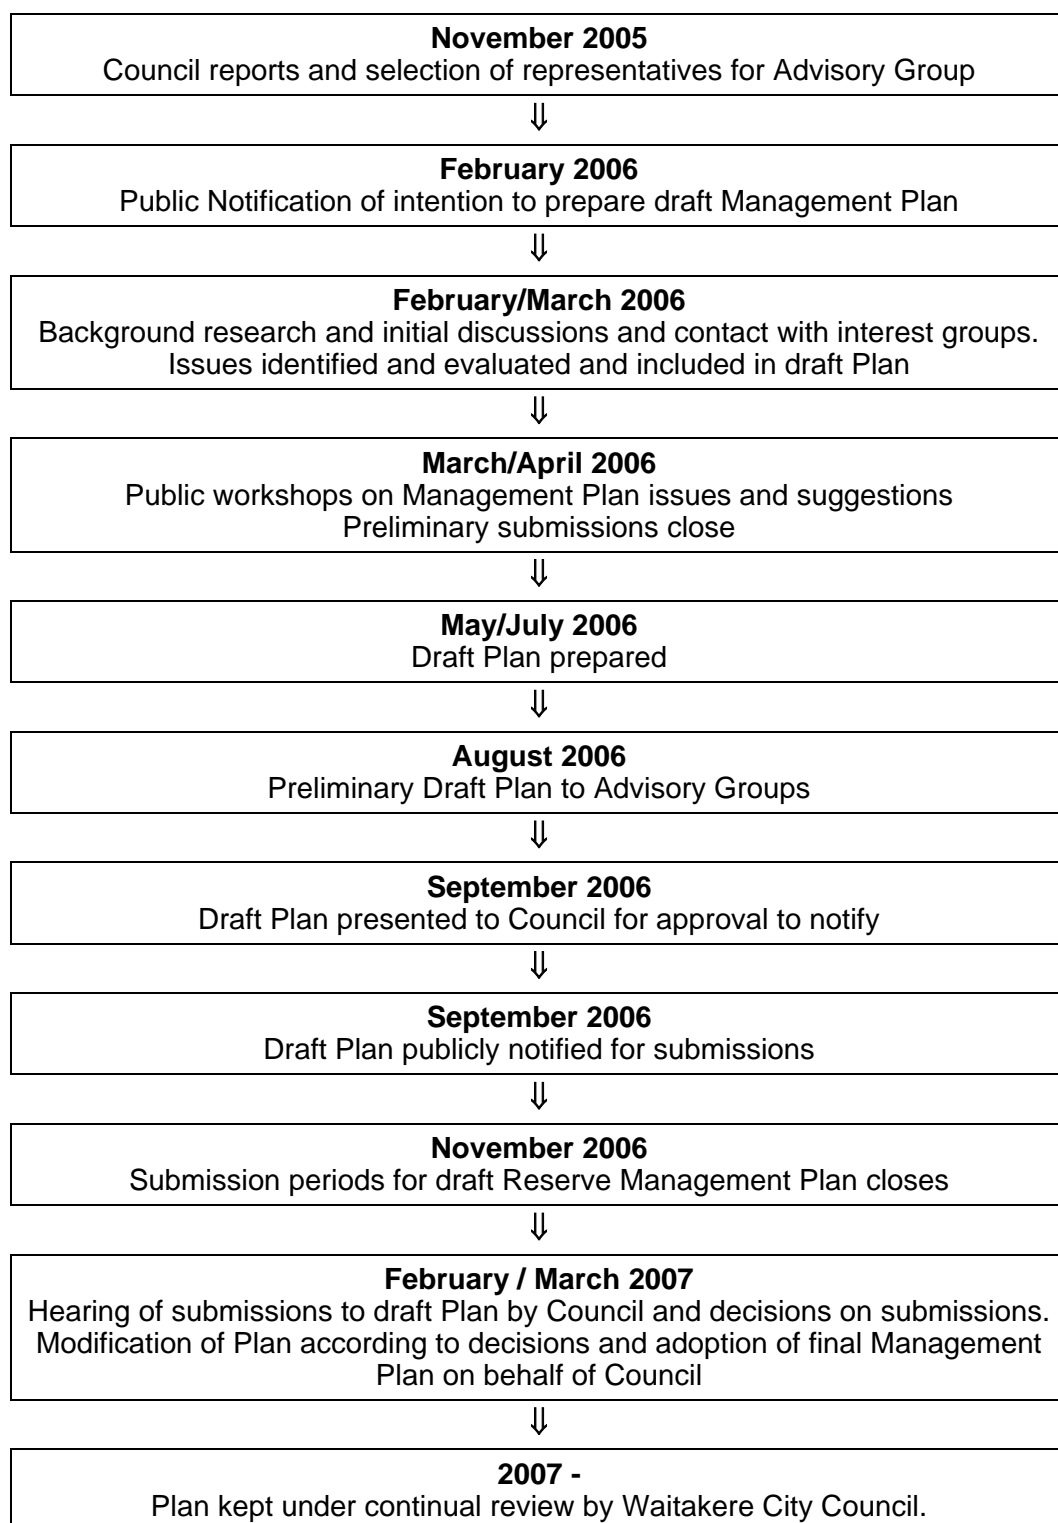 November 2005
Council reports and selection of representatives for Advisory Group
⇓
February 2006
Public Notification of intention to prepare draft Management Plan
⇓
February/March 2006
Background research and initial discussions and contact with interest groups.
Issues identified and evaluated and included in draft Plan
⇓
March/April 2006
Public workshops on Management Plan issues and suggestions
Preliminary submissions close
⇓
May/July 2006
Draft Plan prepared
⇓
August 2006
Preliminary Draft Plan to Advisory Groups
⇓
September 2006
Draft Plan presented to Council for approval to notify
⇓
September 2006
Draft Plan publicly notified for submissions
⇓
November 2006
Submission periods for draft Reserve Management Plan closes
⇓
February / March 2007
Hearing of submissions to draft Plan by Council and decisions on submissions.
Modification of Plan according to decisions and adoption of final Management
Plan on behalf of Council
⇓
2007 -
Plan kept under continual review by Waitakere City Council.